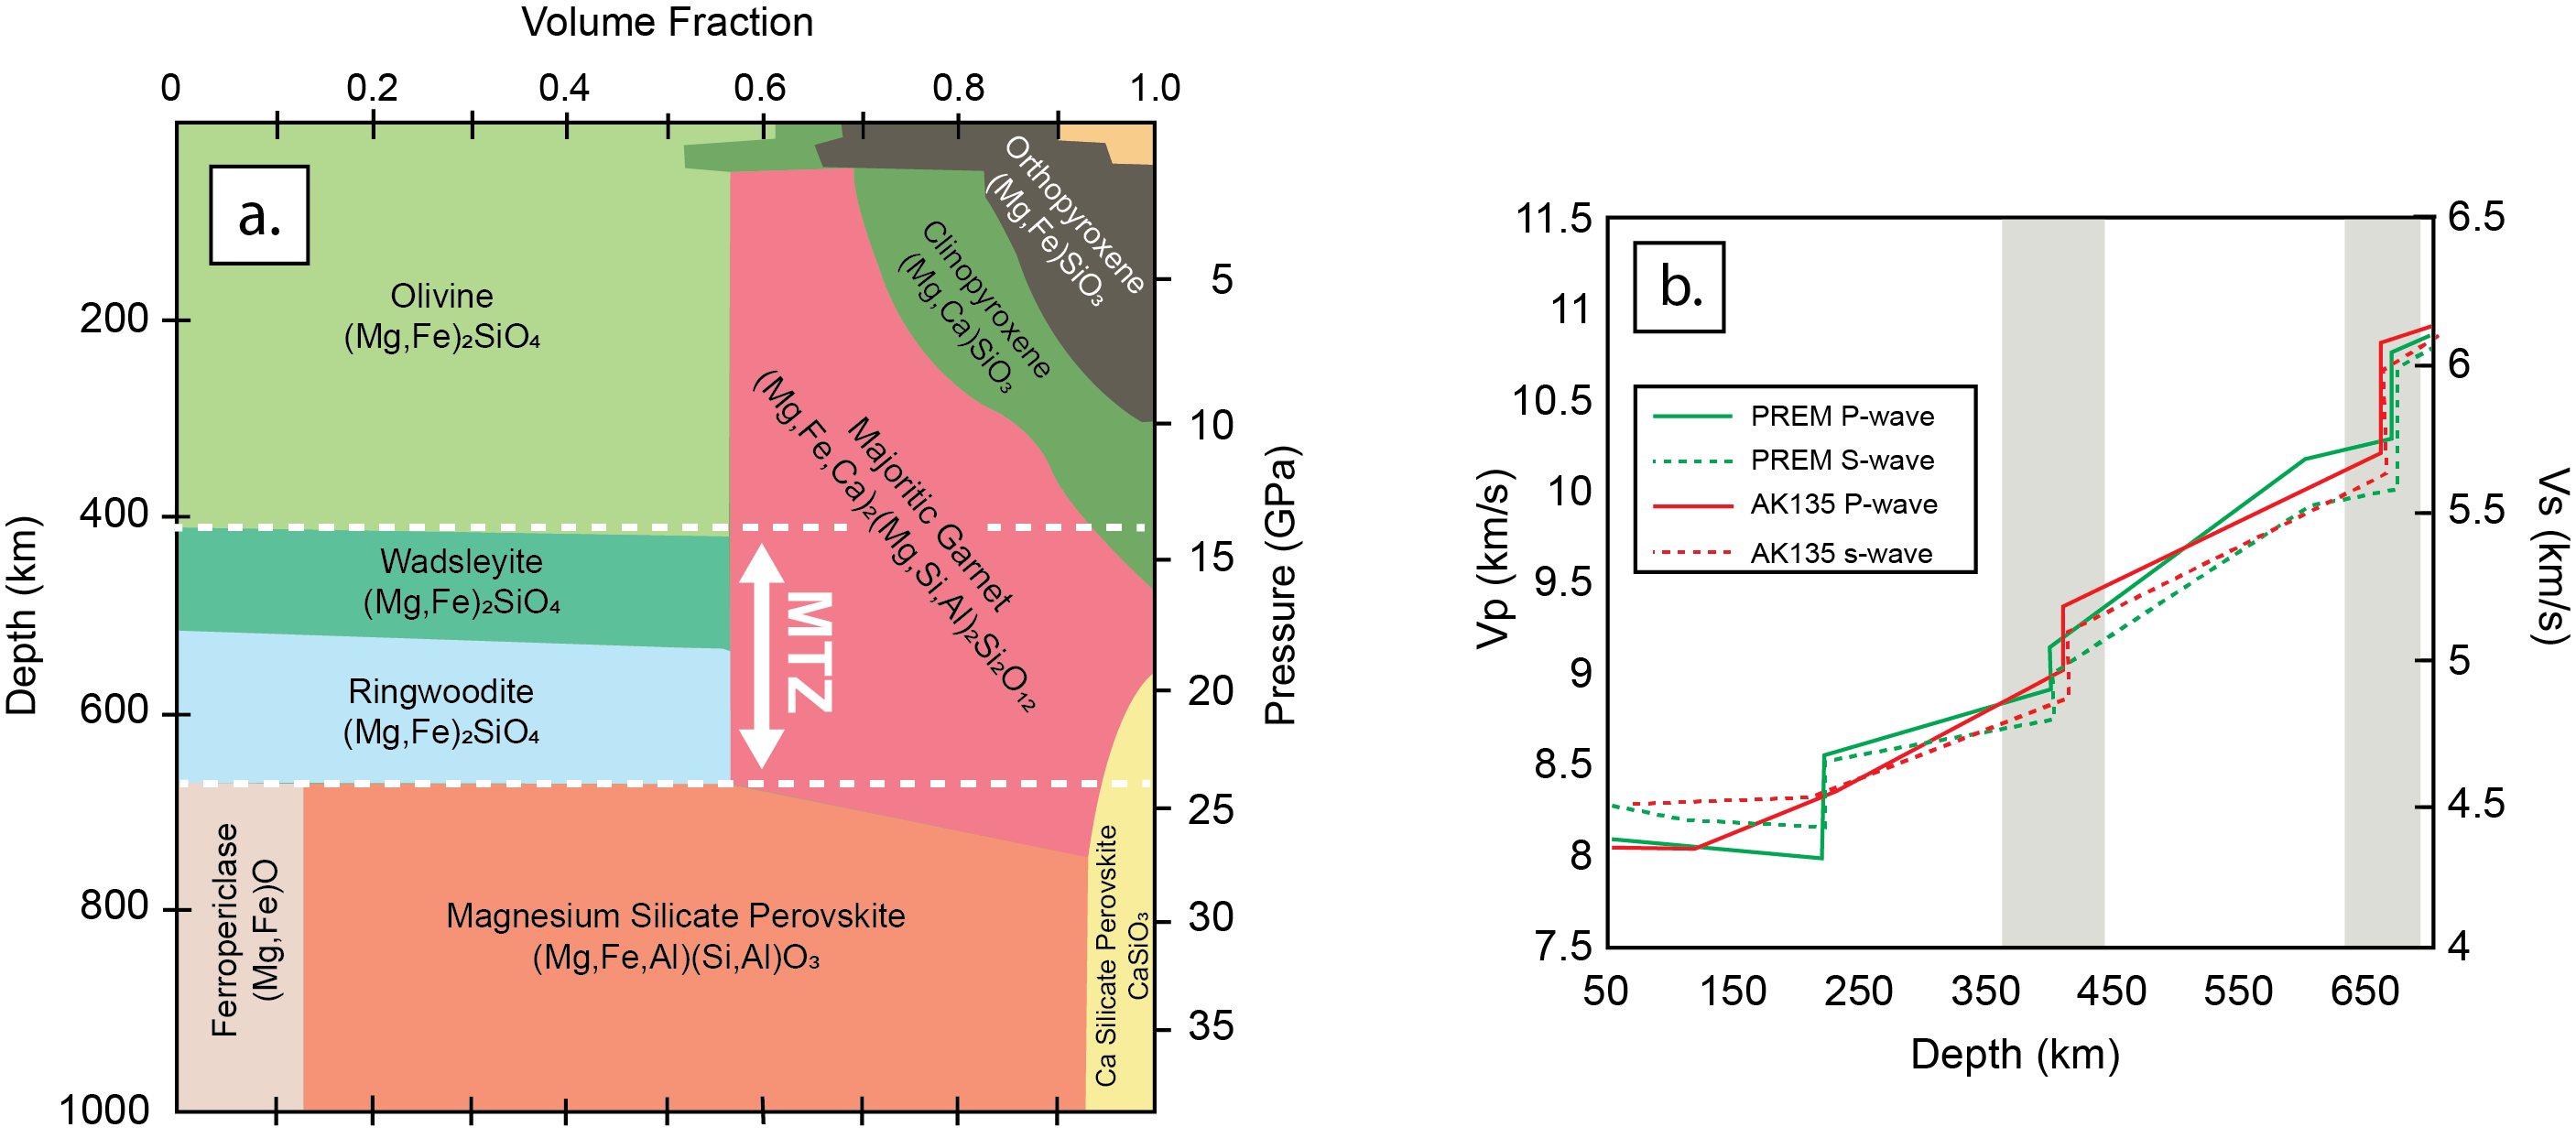 Volume Fraction
0 0.2 0.4 0.6 0.8 1.0
a.
Depth (km)
200
400
600
800
1000
Olivine
(Mg,Fe)₂SiO₄
Wadsleyite
(Mg,Fe)₂SiO₄
Ringwoodite
(Mg,Fe)₂SiO₄
MTZ
Majoritic Garnet
(Mg,Fe,Ca)₂(Mg,Si,Al)₂Si₂O₁₂
Clinopyroxene
(Mg,Ca)SiO₃
Orthopyroxene
(Mg,Fe)SiO₃
Ferropericlase
(Mg,Fe)O
Magnesium Silicate Perovskite
(Mg,Fe,Al)(Si,Al)O₃
Ca Silicate Perovskite
CaSiO₃
5
10
15
20
25
30
35
Pressure (GPa)
b.
Vp (km/s)
11.5
11
10.5
10
9.5
9
8.5
8
7.5
PREM P-wave
PREM S-wave
AK135 P-wave
AK135 s-wave
6.5
6
5.5
5
4.5
4
Vs (km/s)
50 150 250 350 450 550 650
Depth (km)